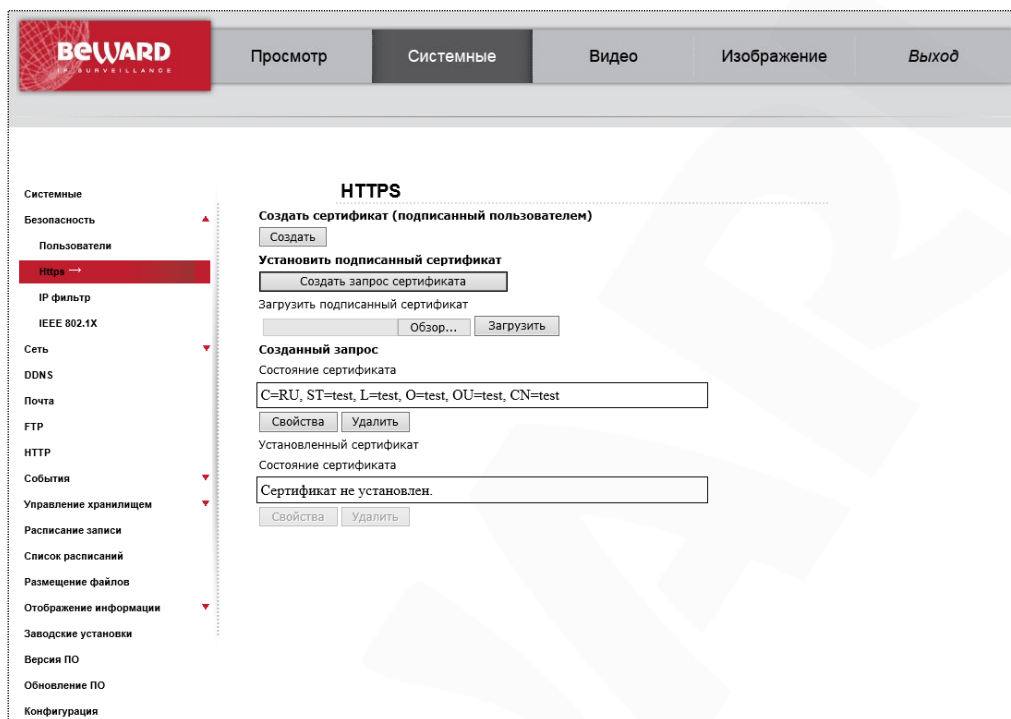 BEWARD
IP SURVEILLANCE
Просмотр
Системные
Видео
Изображение
Выход
Системные
Безопасность
Пользователи
Https →
IP фильтр
IEEE 802.1X
Сеть
DDNS
Почта
FTP
HTTP
События
Управление хранилищем
Расписание записи
Список расписаний
Размещение файлов
Отображение информации
Заводские установки
Версия ПО
Обновление ПО
Конфигурация
HTTPS
Создать сертификат (подписанный пользователем)
Создать
Установить подписанный сертификат
Создать запрос сертификата
Загрузить подписанный сертификат
Обзор... Загрузить
Созданный запрос
Состояние сертификата
C=RU, ST=test, L=test, O=test, OU=test, CN=test
Свойства Удалить
Установленный сертификат
Состояние сертификата
Сертификат не установлен.
Свойства Удалить